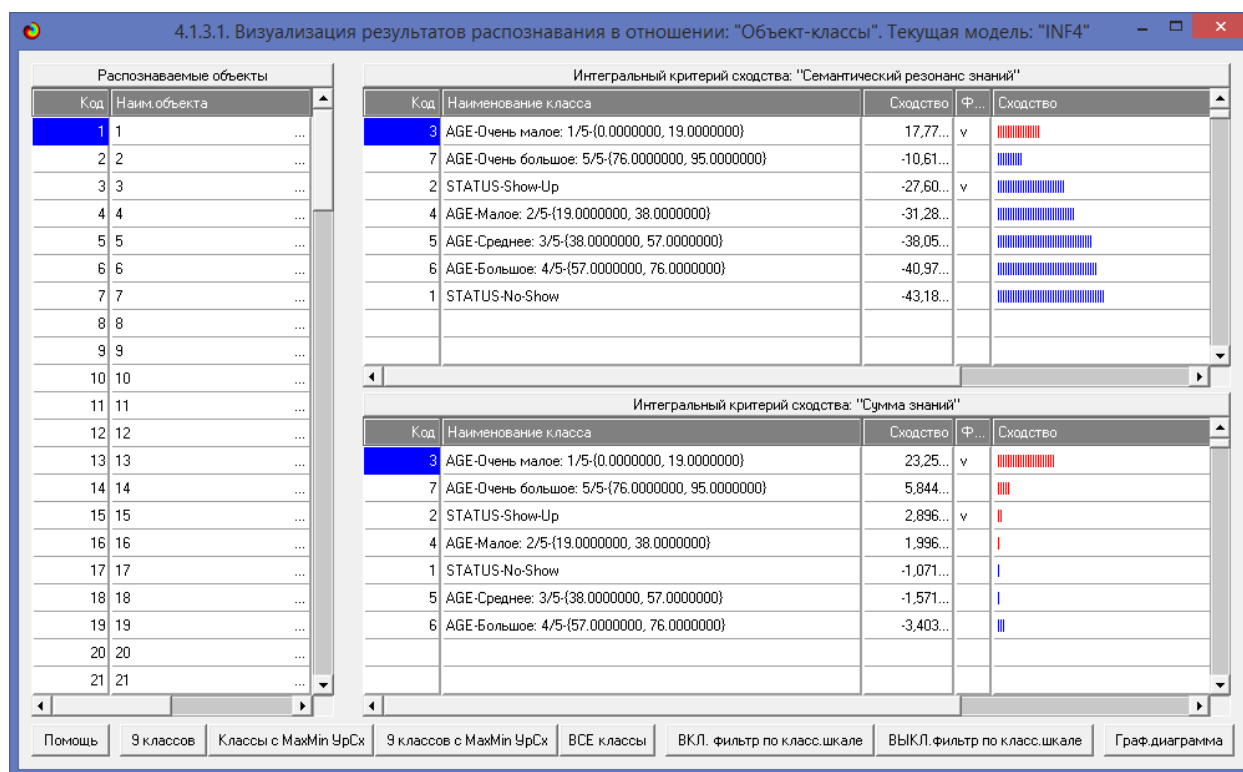 4.1.3.1. Визуализация результатов распознавания в отношении: "Объект-классы". Текущая модель: "INF4"
Распознаваемые объекты
Код Наим.объекта
1 1 ...
2 2 ...
3 3 ...
4 4 ...
5 5 ...
6 6 ...
7 7 ...
8 8 ...
9 9 ...
10 10 ...
11 11 ...
12 12 ...
13 13 ...
14 14 ...
15 15 ...
16 16 ...
17 17 ...
18 18 ...
19 19 ...
20 20 ...
21 21 ...
Интегральный критерий сходства: "Семантический резонанс знаний"
Код Наименование класса Сходство Ф... Сходство
3 AGE-Очень малое: 1/5-{0.0000000, 19.0000000} 17,77... v
7 AGE-Очень большое: 5/5-{76.0000000, 95.0000000} -10,61...
2 STATUS-Show-Up -27,60... v
4 AGE-Малое: 2/5-{19.0000000, 38.0000000} -31,28...
5 AGE-Среднее: 3/5-{38.0000000, 57.0000000} -38,05...
6 AGE-Большое: 4/5-{57.0000000, 76.0000000} -40,97...
1 STATUS-No-Show -43,18...
Интегральный критерий сходства: "Сумма знаний"
Код Наименование класса Сходство Ф... Сходство
3 AGE-Очень малое: 1/5-{0.0000000, 19.0000000} 23,25... v
7 AGE-Очень большое: 5/5-{76.0000000, 95.0000000} 5,844...
2 STATUS-Show-Up 2,896... v
4 AGE-Малое: 2/5-{19.0000000, 38.0000000} 1,996...
1 STATUS-No-Show -1,071...
5 AGE-Среднее: 3/5-{38.0000000, 57.0000000} -1,571...
6 AGE-Большое: 4/5-{57.0000000, 76.0000000} -3,403...
Помощь 9 классов Классы с MaxMin УрСх 9 классов с MaxMin УрСх ВСЕ классы ВКЛ. фильтр по класс.шкале ВЫКЛ.фильтр по класс.шкале Граф.диаграмма